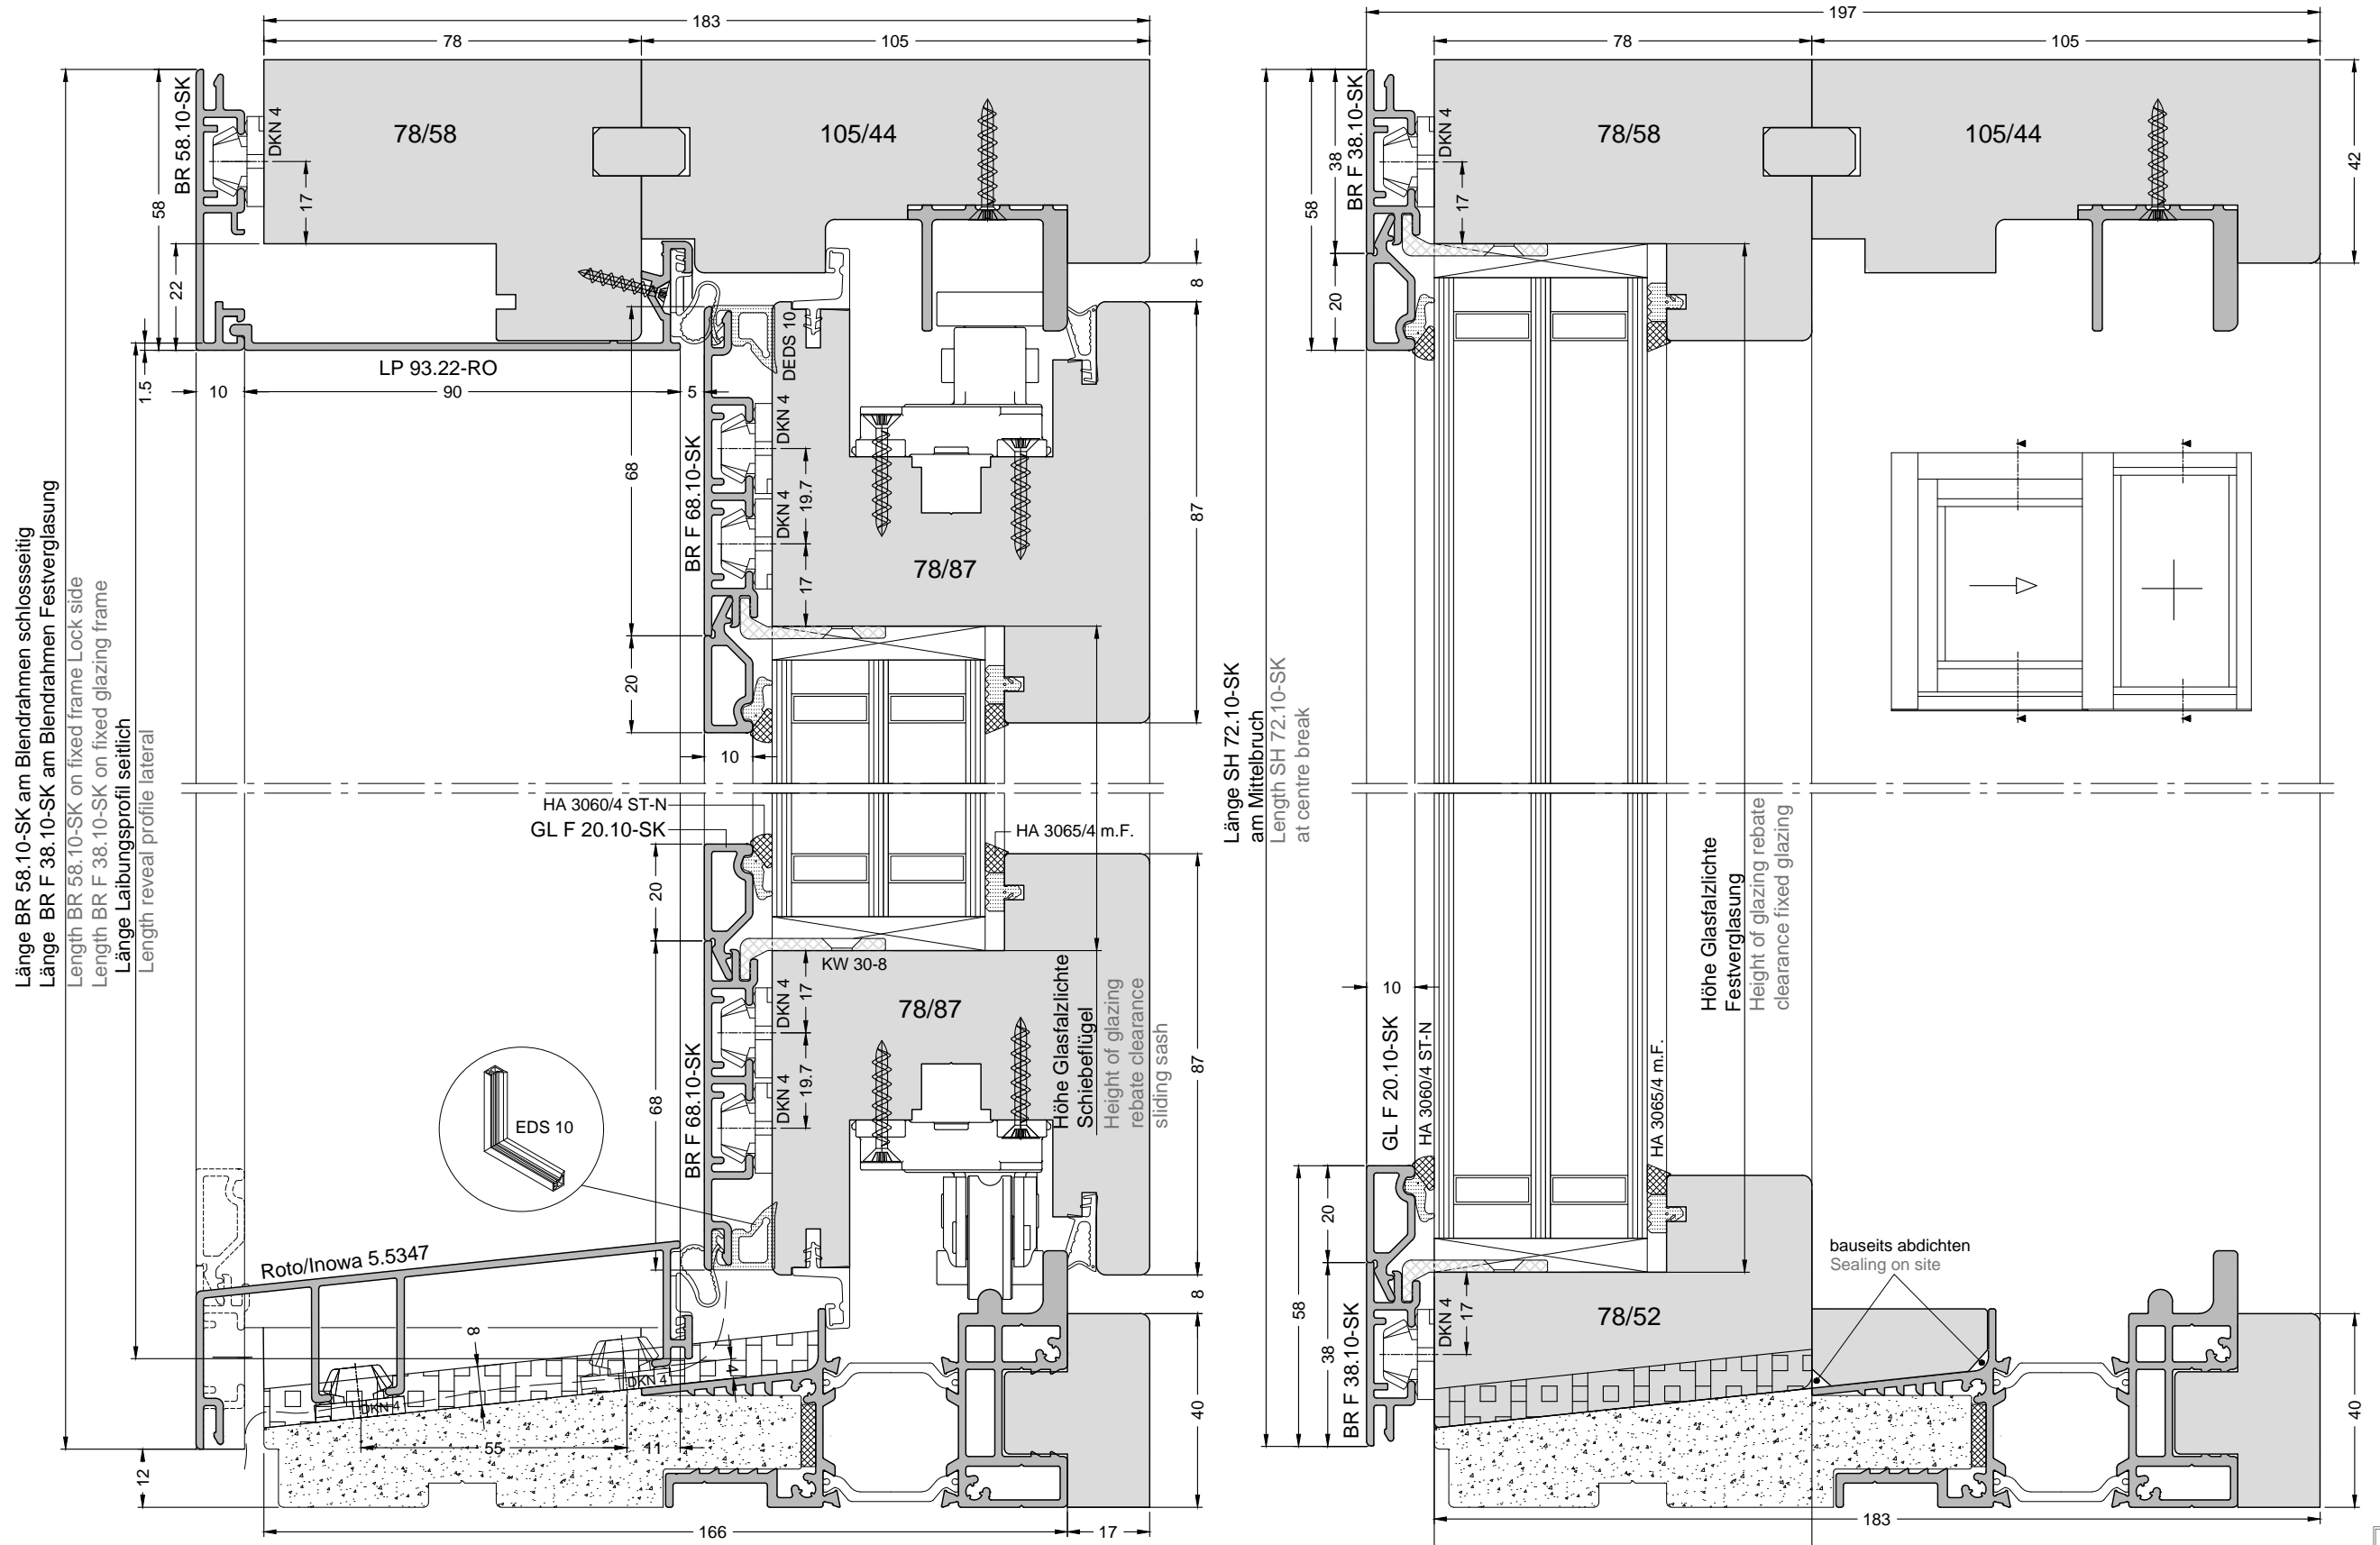 183
78
105
BR 58.10-SK
DKN 4
78/58
105/44
58
17
22
8
1.5
LP 93.22-RO
10
90
5
DEDS 10
DKN 4
68
BR F 68.10-SK
DKN 4
19.7
17
87
78/87
20
10
Länge BR 58.10-SK am Blendrahmen schlosseitig
Länge BR F 38.10-SK am Blendrahmen Festverglasung
Length BR 58.10-SK on fixed frame Lock side
Length BR F 38.10-SK on fixed glazing frame
Länge Laibungsprofil seitlich
Length reveal profile lateral
HA 3060/4 ST-N
GL F 20.10-SK
HA 3065/4 m.F.
20
KW 30-8
DKN 4
17
78/87
Höhe Glasfalzlichte
Schiebeflügel
Height of glazing
rebate clearance
sliding sash
87
68
BR F 68.10-SK
DKN 4
19.7
EDS 10
Roto/Inowa 5.5347
8
8
4
DKN 4
DKN 4
55
11
40
12
166
17
197
78
105
58
38
BR F 38.10-SK
DKN 4
17
78/58
105/44
42
20
Länge SH 72.10-SK
am Mittelbruch
Length SH 72.10-SK
at centre break
Höhe Glasfalzlichte
Festverglasung
Height of glazing rebate
clearance fixed glazing
10
GL F 20.10-SK
HA 3060/4 ST-N
HA 3065/4 m.F.
20
58
38
BR F 38.10-SK
DKN 4
17
78/52
bauseits abdichten
Sealing on site
40
183